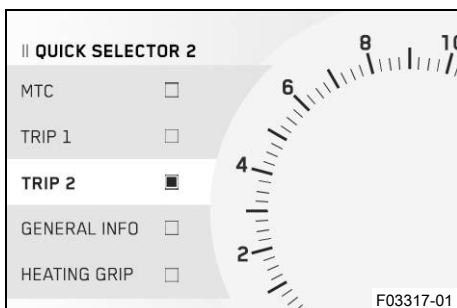 II QUICK SELECTOR 2
MTC
TRIP 1
TRIP 2
GENERAL INFO
HEATING GRIP
2
4
6
8
10
F03317-01